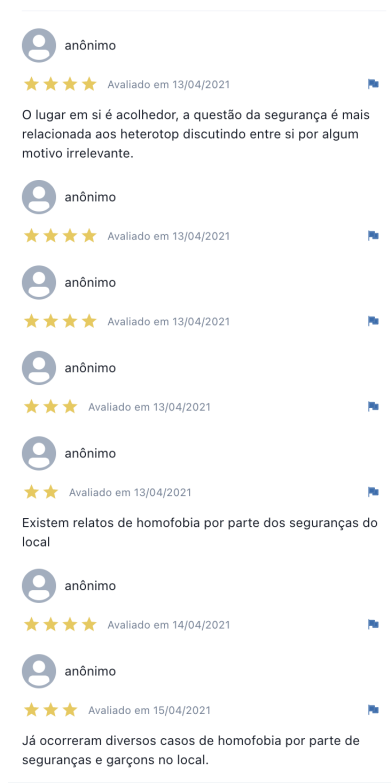 anônimo
Avaliado em 13/04/2021
O lugar em si é acolhedor, a questão da segurança é mais
relacionada aos heterotop discutindo entre si por algum
motivo irrelevante.
anônimo
Avaliado em 13/04/2021
anônimo
Avaliado em 13/04/2021
anônimo
Avaliado em 13/04/2021
anônimo
Avaliado em 13/04/2021
Existem relatos de homofobia por parte dos seguranças do
local
anônimo
Avaliado em 14/04/2021
anônimo
Avaliado em 15/04/2021
Já ocorreram diversos casos de homofobia por parte de
seguranças e garçons no local.